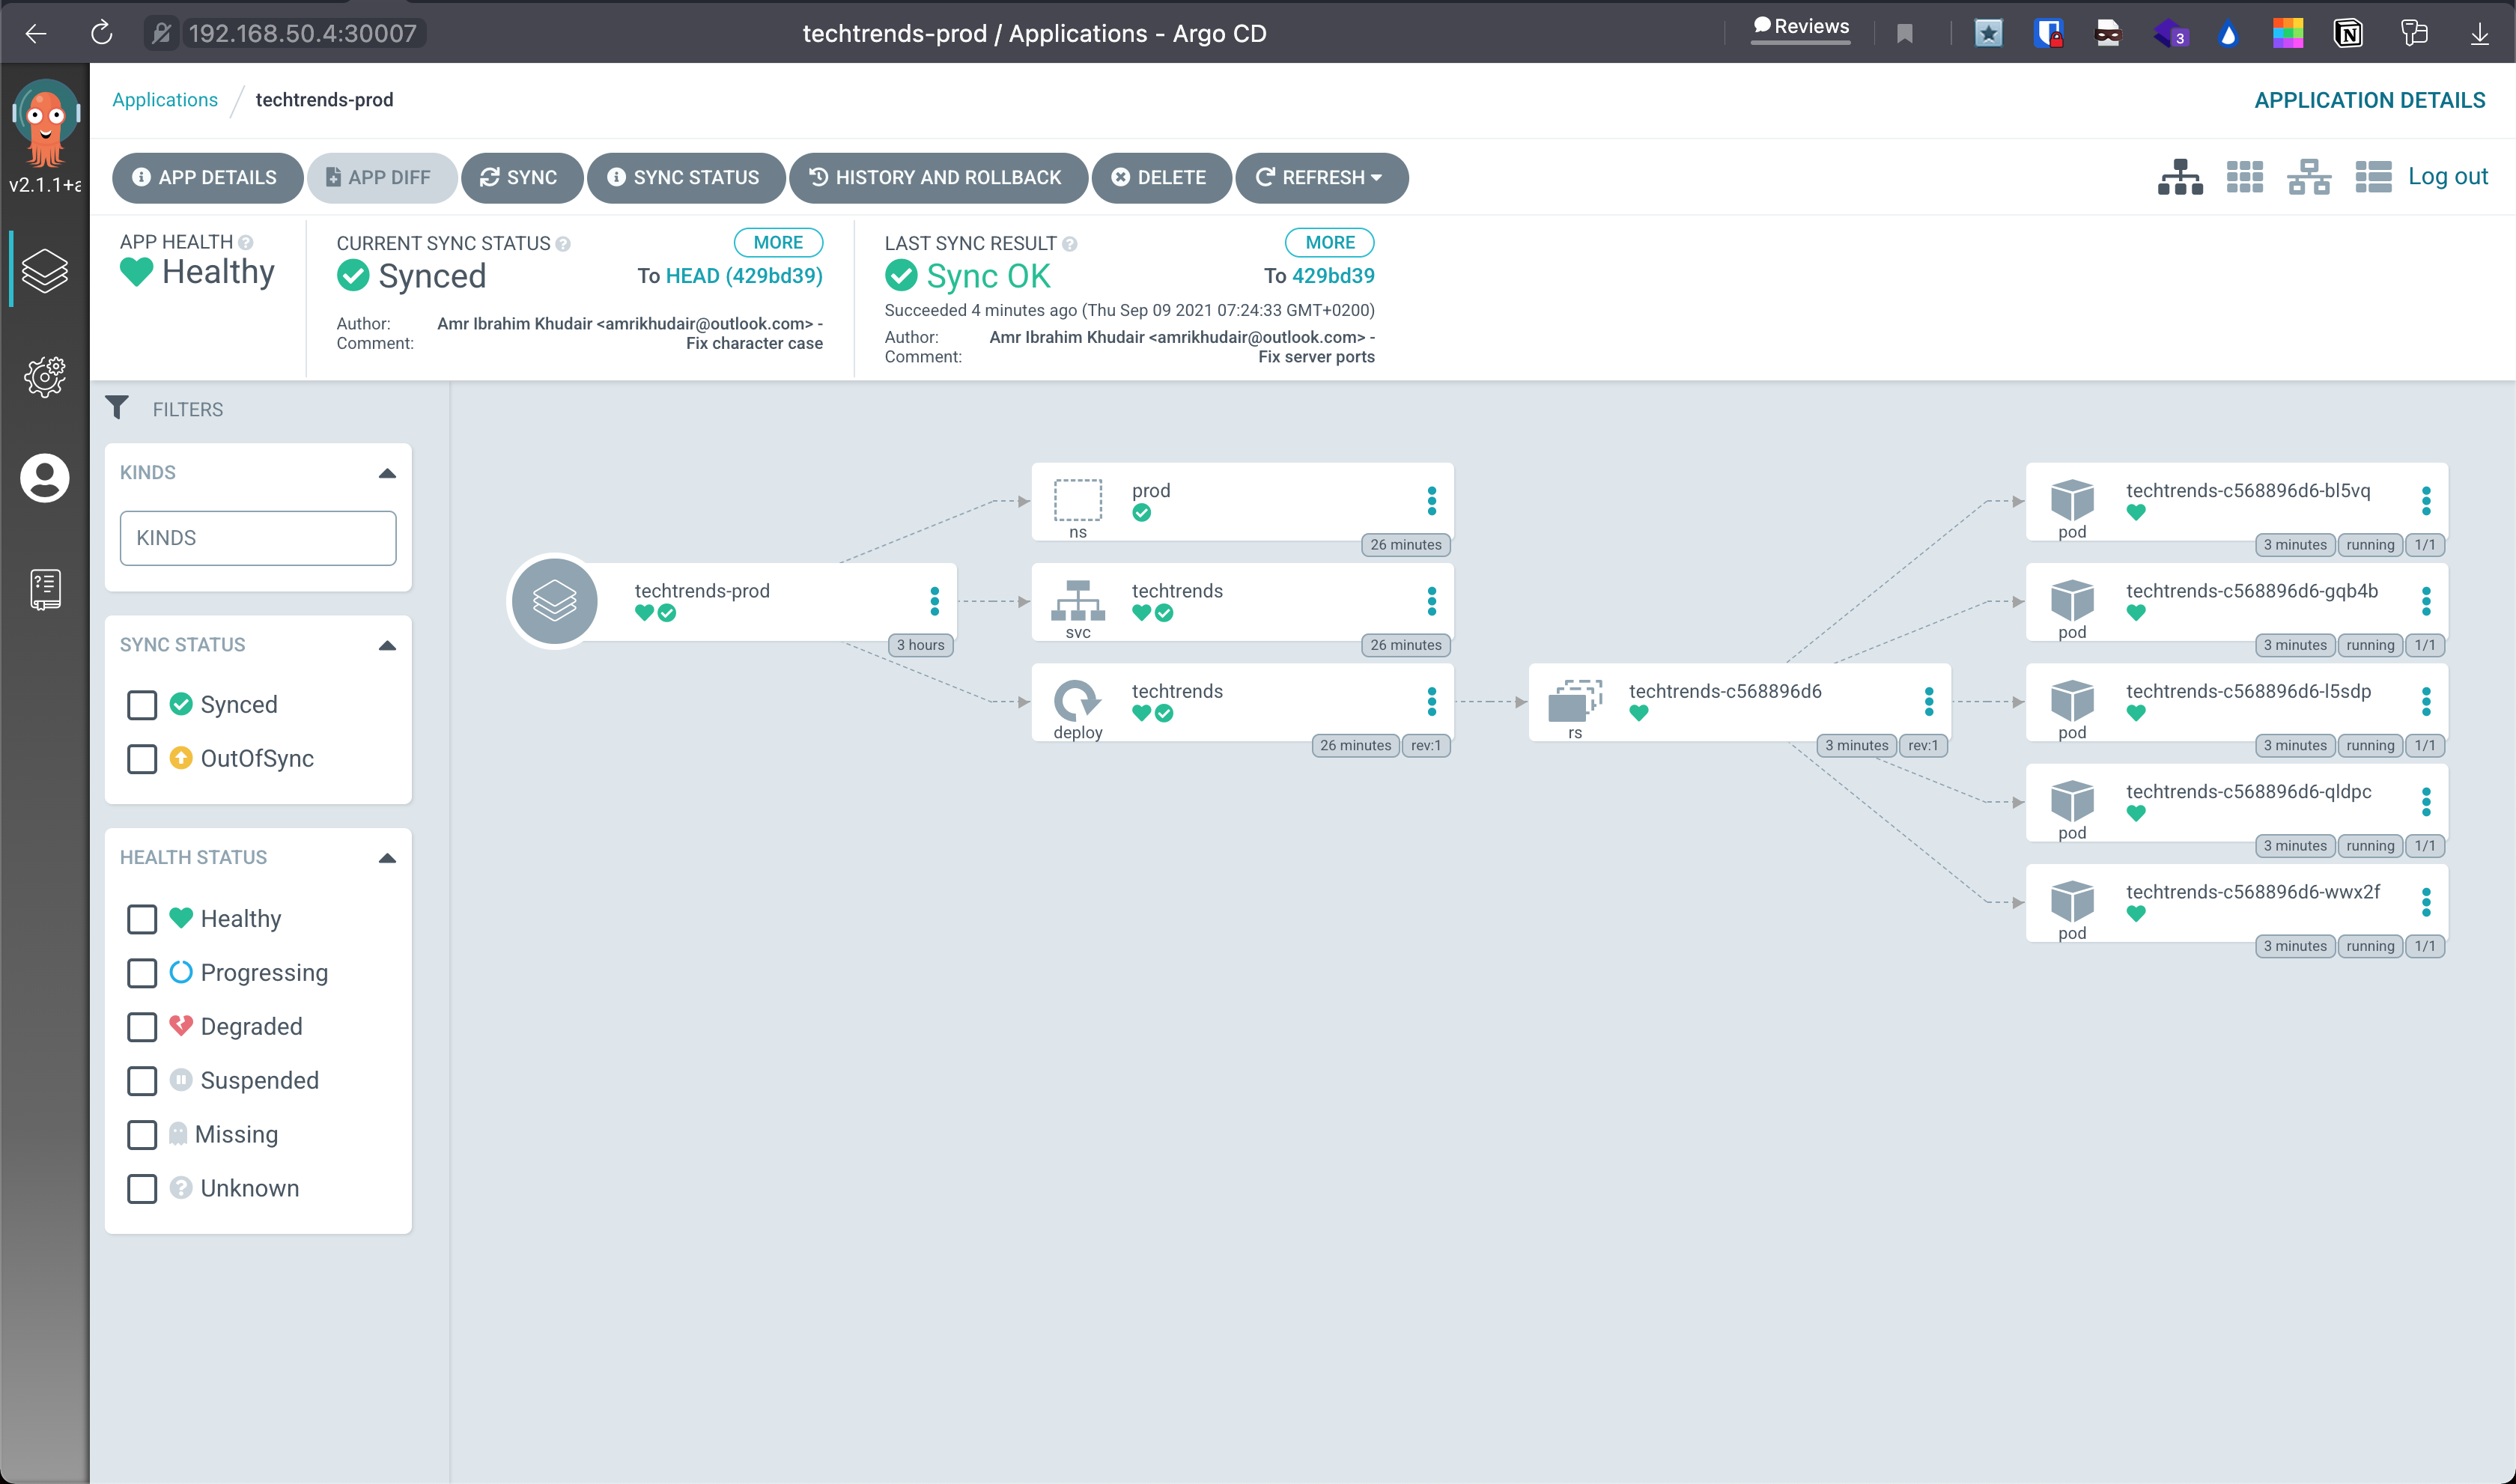 192.168.50.4:30007
techtrends-prod / Applications - Argo CD
Reviews
3
N
Applications / techtrends-prod
APPLICATION DETAILS
v2.1.1+a
APP DETAILS
APP DIFF
SYNC
SYNC STATUS
HISTORY AND ROLLBACK
DELETE
REFRESH
Log out
APP HEALTH
Healthy
CURRENT SYNC STATUS
MORE
Synced
To HEAD (429bd39)
Author: Amr Ibrahim Khudair <amrikhudair@outlook.com> -
Comment: Fix character case
LAST SYNC RESULT
MORE
Sync OK
To 429bd39
Succeeded 4 minutes ago (Thu Sep 09 2021 07:24:33 GMT+0200)
Author: Amr Ibrahim Khudair <amrikhudair@outlook.com> -
Comment: Fix server ports
FILTERS
KINDS
KINDS
SYNC STATUS
Synced
OutOfSync
HEALTH STATUS
Healthy
Progressing
Degraded
Suspended
Missing
Unknown
techtrends-prod
3 hours
prod
ns
26 minutes
techtrends
svc
26 minutes
techtrends
deploy
26 minutes rev:1
techtrends-c568896d6
rs
3 minutes rev:1
techtrends-c568896d6-bl5vq
pod
3 minutes running 1/1
techtrends-c568896d6-gqb4b
pod
3 minutes running 1/1
techtrends-c568896d6-l5sdp
pod
3 minutes running 1/1
techtrends-c568896d6-qldpc
pod
3 minutes running 1/1
techtrends-c568896d6-wwx2f
pod
3 minutes running 1/1